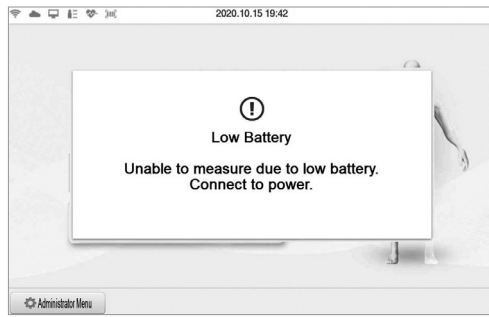 2020.10.15 19:42
Low Battery
Unable to measure due to low battery.
Connect to power.
Administrator Menu